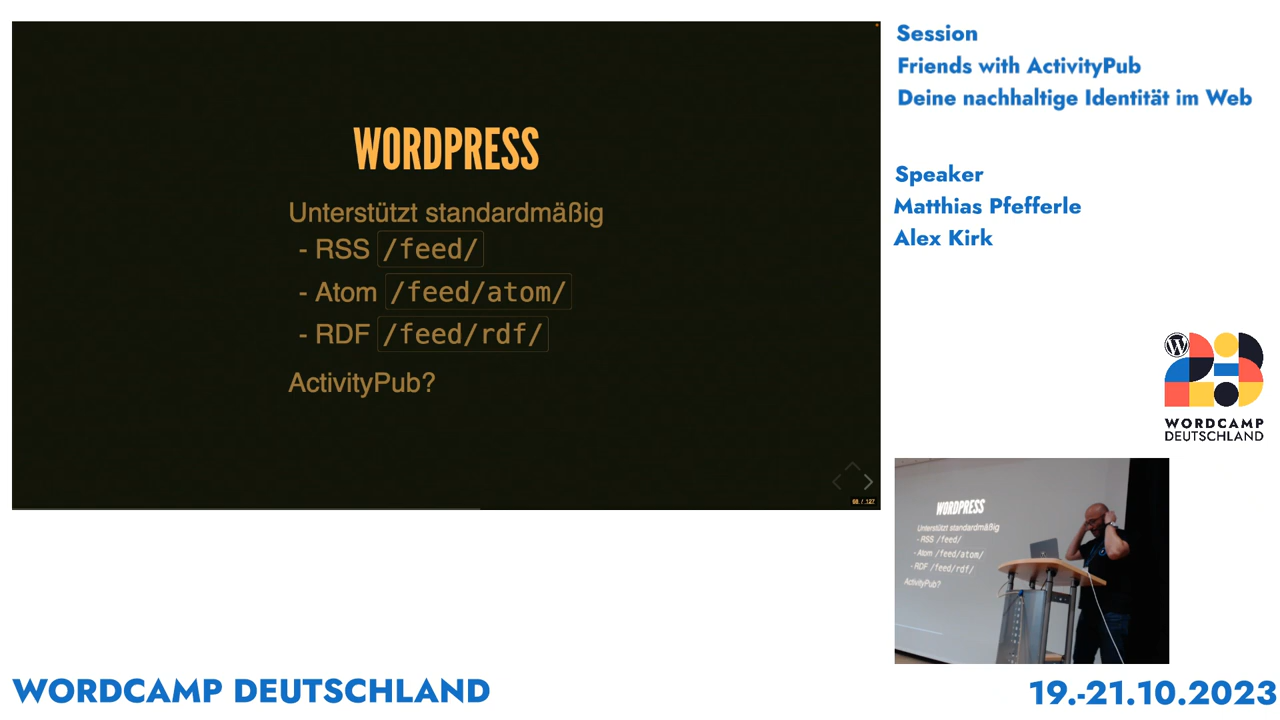 WORDPRESS
Unterstützt standardmäßig
- RSS /feed/
- Atom /feed/atom/
- RDF /feed/rdf/
ActivityPub?
Session
Friends with ActivityPub
Deine nachhaltige Identität im Web
Speaker
Matthias Pfefferle
Alex Kirk
WORDCAMP
DEUTSCHLAND
WORDPRESS
Unterstützt standardmäßig
- RSS /feed/
- Atom /feed/atom/
- RDF /feed/rdf/
ActivityPub?
WORDCAMP DEUTSCHLAND
19.-21.10.2023